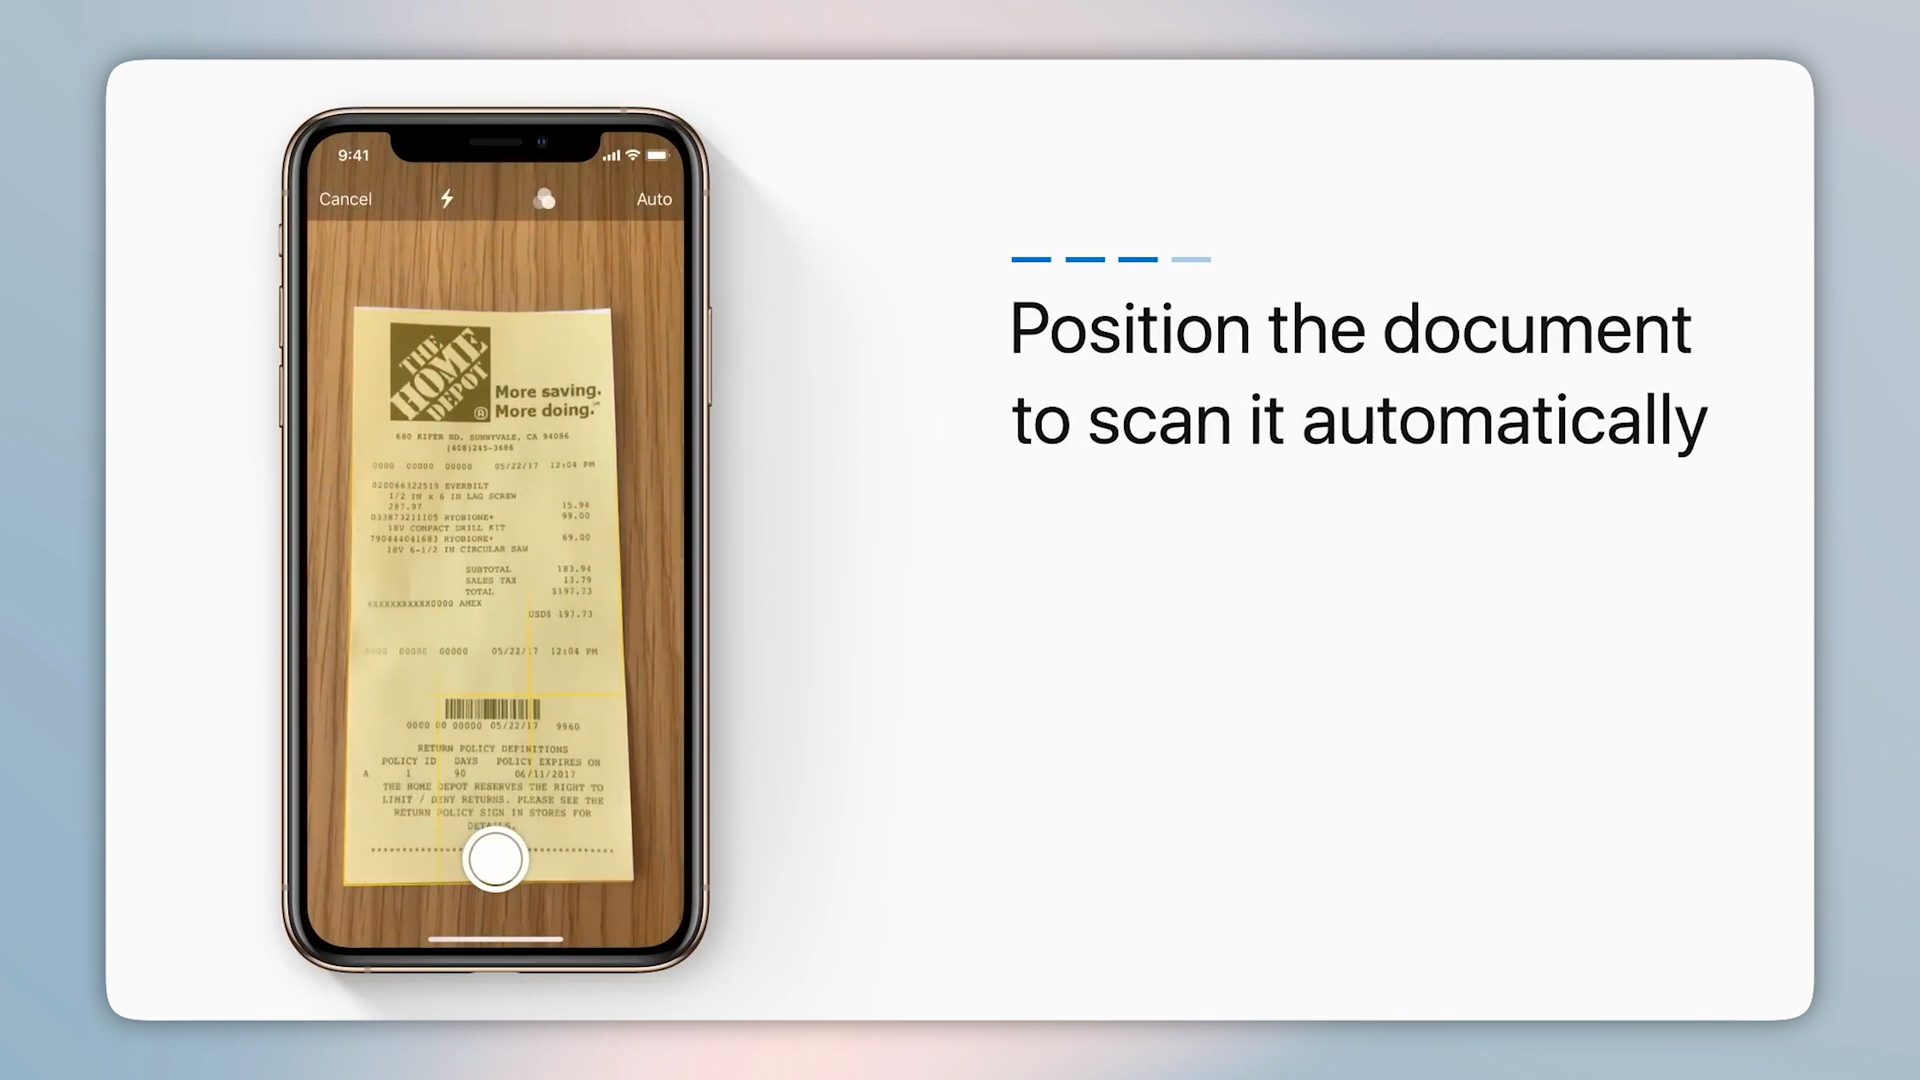 9:41
Cancel
Auto
THE
HOME
DEPOT
®
More saving.
More doing.℠
680 KIFER RD. SUNNYVALE, CA 94086
(408)245-3686
0000 00000 00000 05/22/17 12:04 PM
020066322519 EVERBILT
1/2 IN x 6 IN LAG SCREW
287.97 15.94
033873211105 RYOBIONE+ 99.00
18V COMPACT DRILL KIT
790444041683 RYOBIONE+ 69.00
18V 6-1/2 IN CIRCULAR SAW
SUBTOTAL 183.94
SALES TAX 13.79
TOTAL $197.73
XXXXXXXXXXX0000 AMEX
USD$ 197.73
0000 00000 00000 05/22/17 12:04 PM
0000 00 00000 05/22/17 9960
RETURN POLICY DEFINITIONS
POLICY ID DAYS POLICY EXPIRES ON
A 1 90 06/11/2017
THE HOME DEPOT RESERVES THE RIGHT TO
LIMIT / DENY RETURNS. PLEASE SEE THE
RETURN POLICY SIGN IN STORES FOR
DETAILS.
Position the document
to scan it automatically